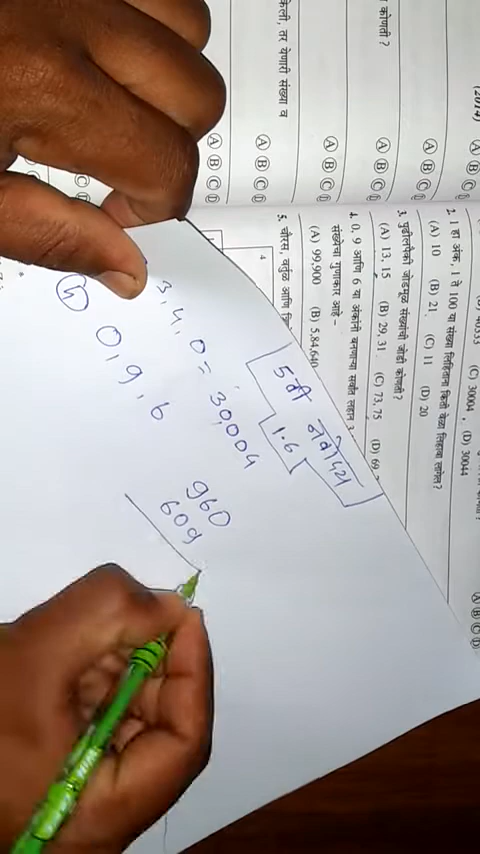 (2014)
(C) 30004 , (D) 30044
2. 1 हा अंक, 1 ते 100 या संख्या लिहिताना किती वेळा लिहावा लागेल?
(A) 10 (B) 21. (C) 11 (D) 20
3. पुढीलपैकी जोडमूळ संख्यांची जोडी कोणती?
(A) 13, 15 (B) 29, 31. (C) 73, 75 (D) 69
4. 0, 9 आणि 6 या अंकांनी बनणाऱ्या सर्वात लहान 3
संख्येचा गुणाकार आहे -
(A) 99,900 (B) 5,84,640
5. चौरस, वर्तुळ आणि
कोणती ?
किली, तर येणारी संख्या व
Ⓐ Ⓑ Ⓒ Ⓓ
Ⓐ Ⓑ Ⓒ Ⓓ
Ⓐ Ⓑ Ⓒ Ⓓ
Ⓐ Ⓑ Ⓒ Ⓓ
5वी नवोदय
1.6
3, 4, 0 = 30,004
4) 0, 9, 6
960
609